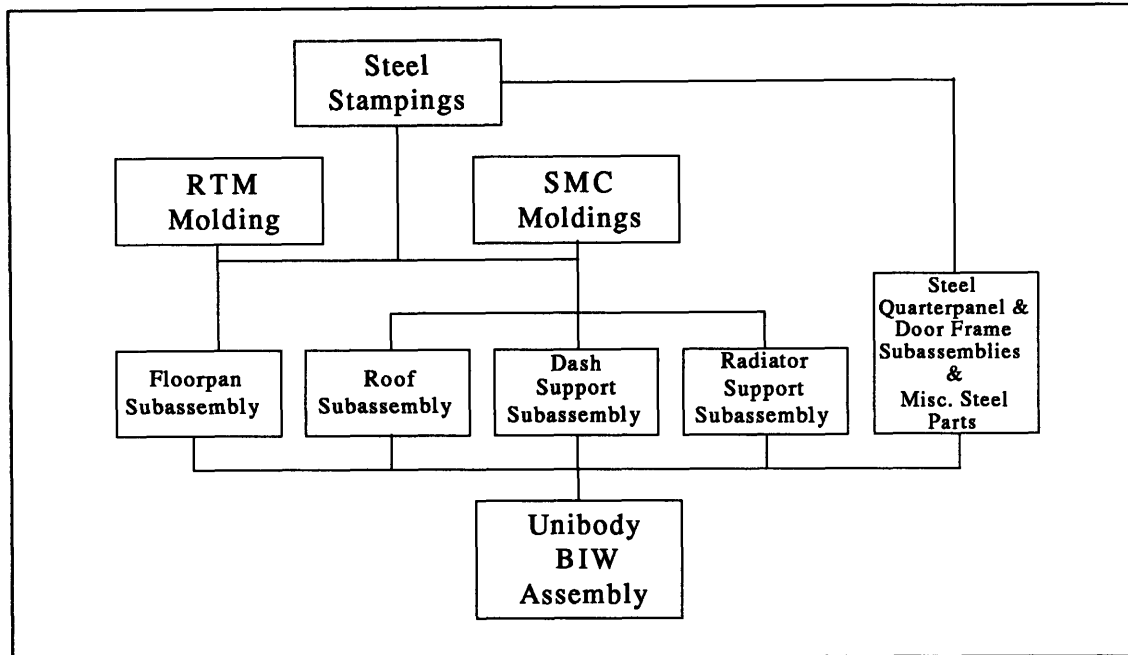 Steel
Stampings
RTM
Molding
SMC
Moldings
Floorpan
Subassembly
Roof
Subassembly
Dash
Support
Subassembly
Radiator
Support
Subassembly
Steel
Quarterpanel &
Door Frame
Subassemblies
&
Misc. Steel
Parts
Unibody
BIW
Assembly